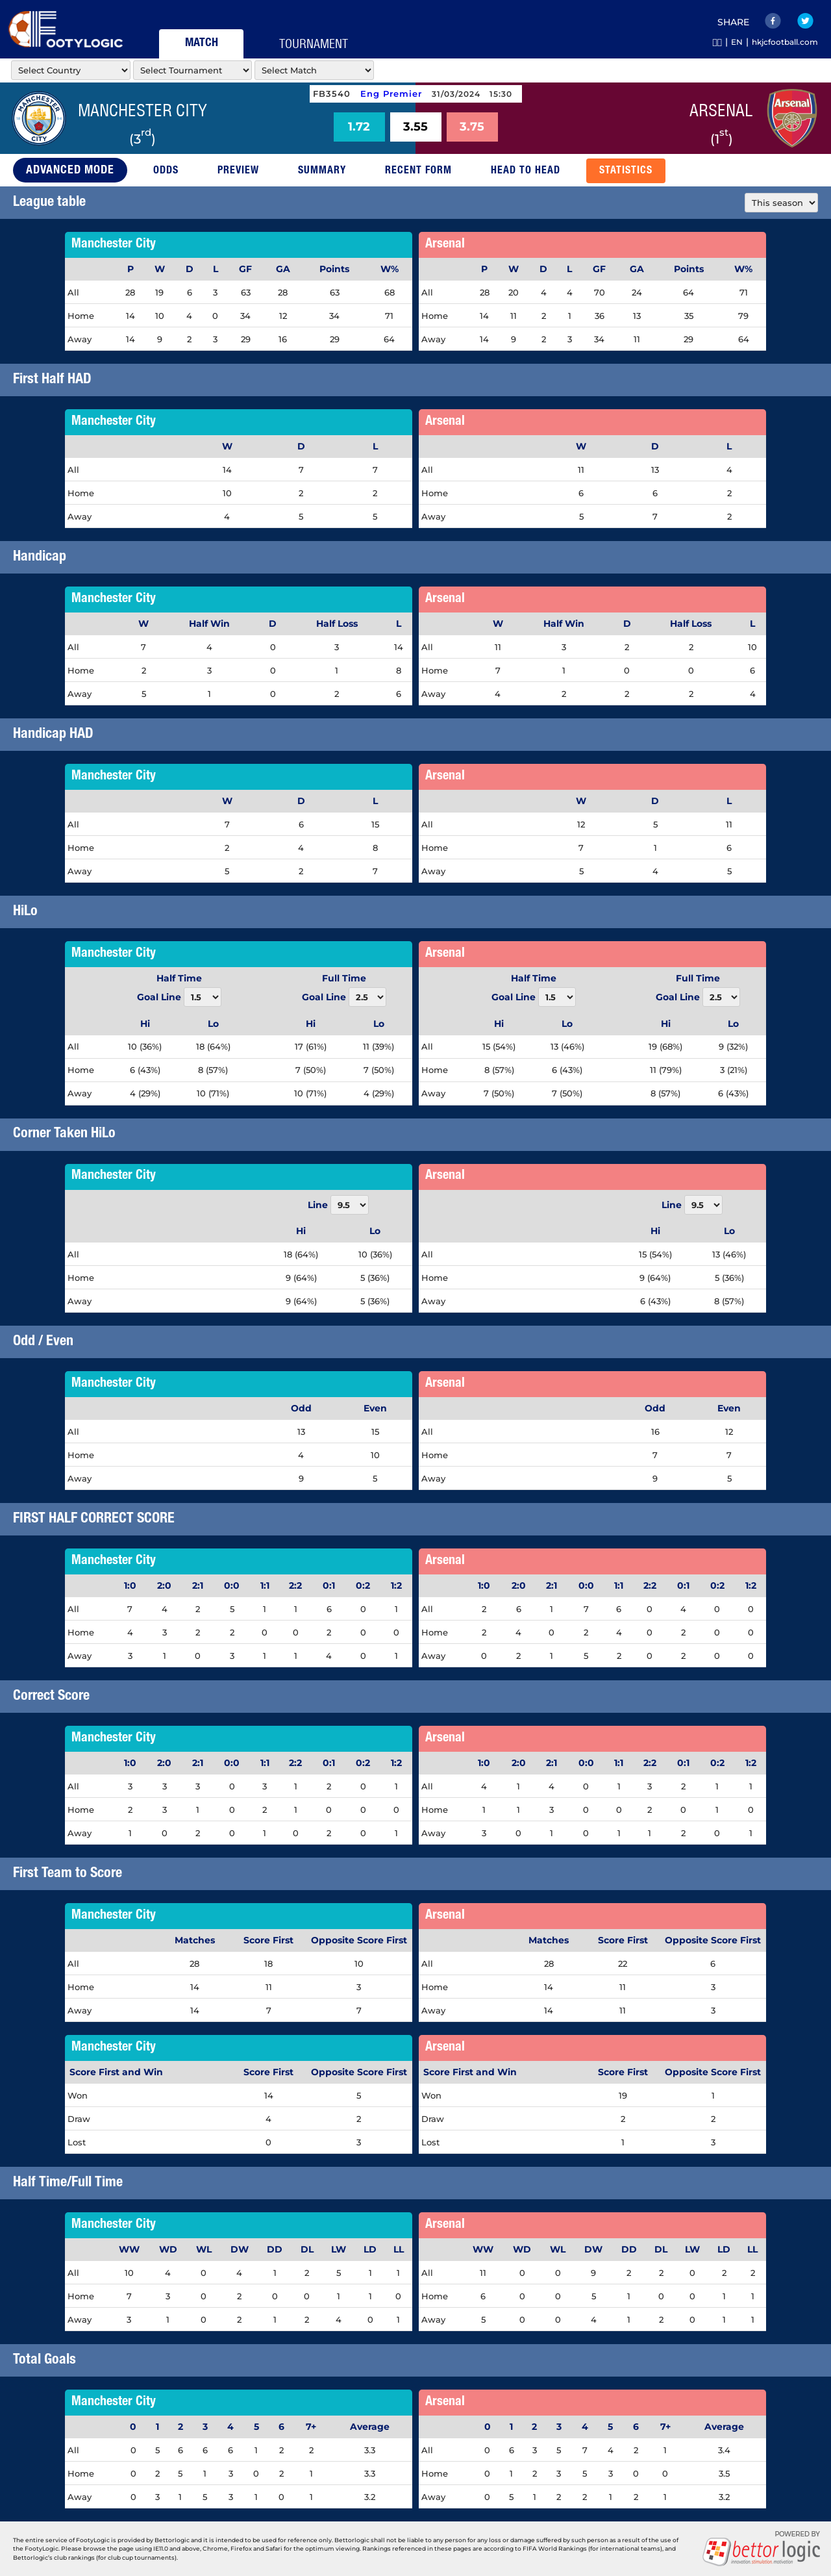 FOOTYLOGIC
MATCH
TOURNAMENT
SHARE
| EN | hkjcfootball.com
Select Country Select Tournament Select Match
MANCHESTER CITY
(3rd)
FB3540 Eng Premier 31/03/2024 15:30
1.72 3.55 3.75
ARSENAL
(1st)
ADVANCED MODE ODDS PREVIEW SUMMARY RECENT FORM HEAD TO HEAD STATISTICS
League table This season
Manchester City Arsenal
P W D L GF GA Points W% P W D L GF GA Points W%
All 28 19 6 3 63 28 63 68 All 28 20 4 4 70 24 64 71
Home 14 10 4 0 34 12 34 71 Home 14 11 2 1 36 13 35 79
Away 14 9 2 3 29 16 29 64 Away 14 9 2 3 34 11 29 64
First Half HAD
Manchester City Arsenal
W D L W D L
All 14 7 7 All 11 13 4
Home 10 2 2 Home 6 6 2
Away 4 5 5 Away 5 7 2
Handicap
Manchester City Arsenal
W Half Win D Half Loss L W Half Win D Half Loss L
All 7 4 0 3 14 All 11 3 2 2 10
Home 2 3 0 1 8 Home 7 1 0 0 6
Away 5 1 0 2 6 Away 4 2 2 2 4
Handicap HAD
Manchester City Arsenal
W D L W D L
All 7 6 15 All 12 5 11
Home 2 4 8 Home 7 1 6
Away 5 2 7 Away 5 4 5
HiLo
Manchester City Arsenal
Half Time Full Time Half Time Full Time
Goal Line 1.5 Goal Line 2.5 Goal Line 1.5 Goal Line 2.5
Hi Lo Hi Lo Hi Lo Hi Lo
All 10 (36%) 18 (64%) 17 (61%) 11 (39%) All 15 (54%) 13 (46%) 19 (68%) 9 (32%)
Home 6 (43%) 8 (57%) 7 (50%) 7 (50%) Home 8 (57%) 6 (43%) 11 (79%) 3 (21%)
Away 4 (29%) 10 (71%) 10 (71%) 4 (29%) Away 7 (50%) 7 (50%) 8 (57%) 6 (43%)
Corner Taken HiLo
Manchester City Arsenal
Line 9.5 Line 9.5
Hi Lo Hi Lo
All 18 (64%) 10 (36%) All 15 (54%) 13 (46%)
Home 9 (64%) 5 (36%) Home 9 (64%) 5 (36%)
Away 9 (64%) 5 (36%) Away 6 (43%) 8 (57%)
Odd / Even
Manchester City Arsenal
Odd Even Odd Even
All 13 15 All 16 12
Home 4 10 Home 7 7
Away 9 5 Away 9 5
FIRST HALF CORRECT SCORE
Manchester City Arsenal
1:0 2:0 2:1 0:0 1:1 2:2 0:1 0:2 1:2 1:0 2:0 2:1 0:0 1:1 2:2 0:1 0:2 1:2
All 7 4 2 5 1 1 6 0 1 All 2 6 1 7 6 0 4 0 0
Home 4 3 2 2 0 0 2 0 0 Home 2 4 0 2 4 0 2 0 0
Away 3 1 0 3 1 1 4 0 1 Away 0 2 1 5 2 0 2 0 0
Correct Score
Manchester City Arsenal
1:0 2:0 2:1 0:0 1:1 2:2 0:1 0:2 1:2 1:0 2:0 2:1 0:0 1:1 2:2 0:1 0:2 1:2
All 3 3 3 0 3 1 2 0 1 All 4 1 4 0 1 3 2 1 1
Home 2 3 1 0 2 1 0 0 0 Home 1 1 3 0 0 2 0 1 0
Away 1 0 2 0 1 0 2 0 1 Away 3 0 1 0 1 1 2 0 1
First Team to Score
Manchester City Arsenal
Matches Score First Opposite Score First Matches Score First Opposite Score First
All 28 18 10 All 28 22 6
Home 14 11 3 Home 14 11 3
Away 14 7 7 Away 14 11 3
Manchester City Arsenal
Score First and Win Score First Opposite Score First Score First and Win Score First Opposite Score First
Won 14 5 Won 19 1
Draw 4 2 Draw 2 2
Lost 0 3 Lost 1 3
Half Time/Full Time
Manchester City Arsenal
WW WD WL DW DD DL LW LD LL WW WD WL DW DD DL LW LD LL
All 10 4 0 4 1 2 5 1 1 All 11 0 0 9 2 2 0 2 2
Home 7 3 0 2 0 0 1 1 0 Home 6 0 0 5 1 0 0 1 1
Away 3 1 0 2 1 2 4 0 1 Away 5 0 0 4 1 2 0 1 1
Total Goals
Manchester City Arsenal
0 1 2 3 4 5 6 7+ Average 0 1 2 3 4 5 6 7+ Average
All 0 5 6 6 6 1 2 2 3.3 All 0 6 3 5 7 4 2 1 3.4
Home 0 2 5 1 3 0 2 1 3.3 Home 0 1 2 3 5 3 0 0 3.5
Away 0 3 1 5 3 1 0 1 3.2 Away 0 5 1 2 2 1 2 1 3.2
The entire service of FootyLogic is provided by Bettorlogic and it is intended to be used for reference only. Bettorlogic shall not be liable to any person for any loss or damage suffered by such person as a result of the use of
the FootyLogic. Please browse the page using IE11.0 and above, Chrome, Firefox and Safari for the optimum viewing. Rankings referenced in these pages are according to FIFA World Rankings (for international teams), and
Bettorlogic's club rankings (for club cup tournaments).
POWERED BY
bettorlogic
innovation simulation motivation